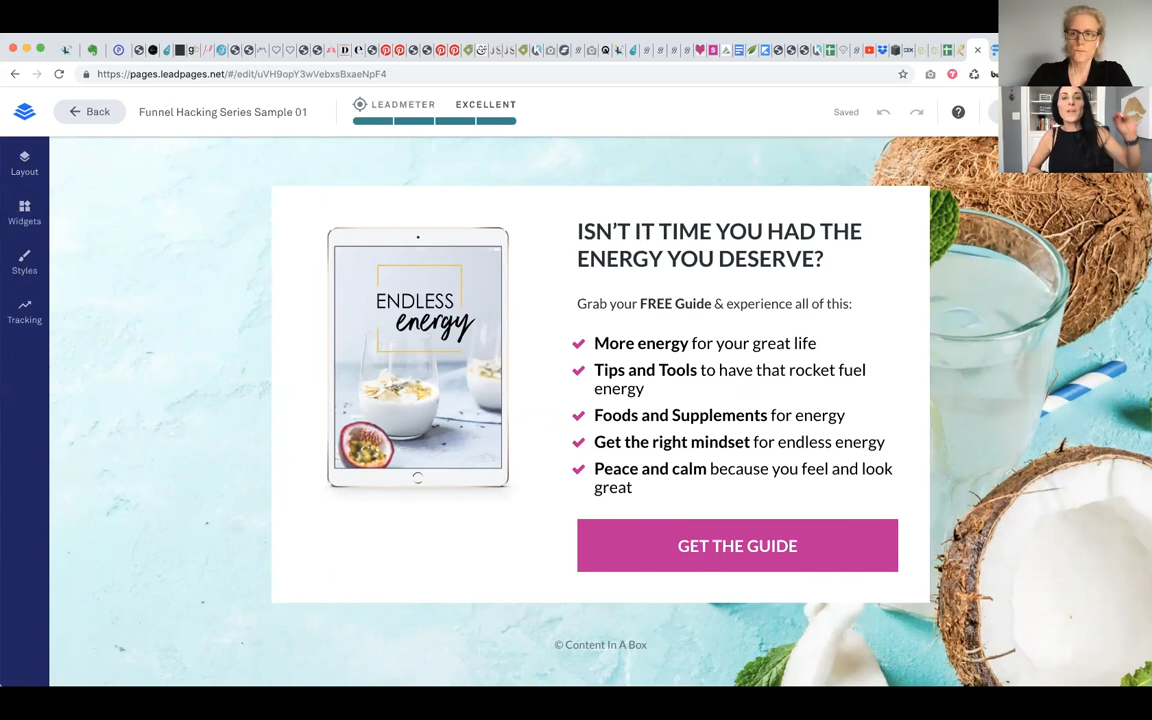 https://pages.leadpages.net/#/edit/uVH9opY3wVebxsBxaeNpF4
Back
Funnel Hacking Series Sample 01
LEADMETER
EXCELLENT
Saved
?
Layout
Widgets
Styles
Tracking
ENDLESS
energy
ISN'T IT TIME YOU HAD THE
ENERGY YOU DESERVE?
Grab your FREE Guide & experience all of this:
More energy for your great life
Tips and Tools to have that rocket fuel
energy
Foods and Supplements for energy
Get the right mindset for endless energy
Peace and calm because you feel and look
great
GET THE GUIDE
© Content In A Box